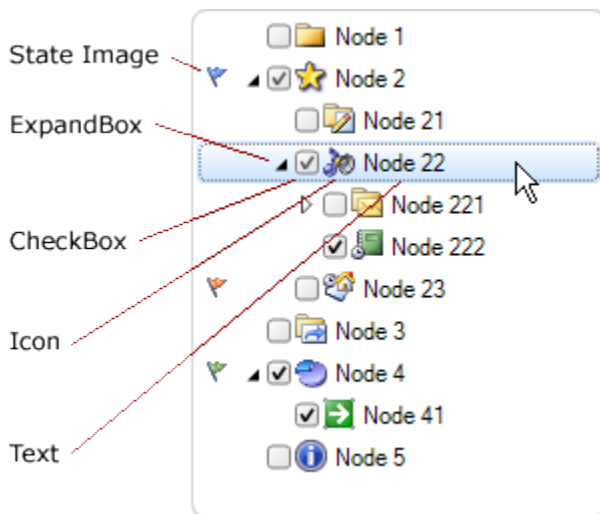 State Image
ExpandBox
CheckBox
Icon
Text
Node 1
Node 2
Node 21
Node 22
Node 221
Node 222
Node 23
Node 3
Node 4
Node 41
Node 5